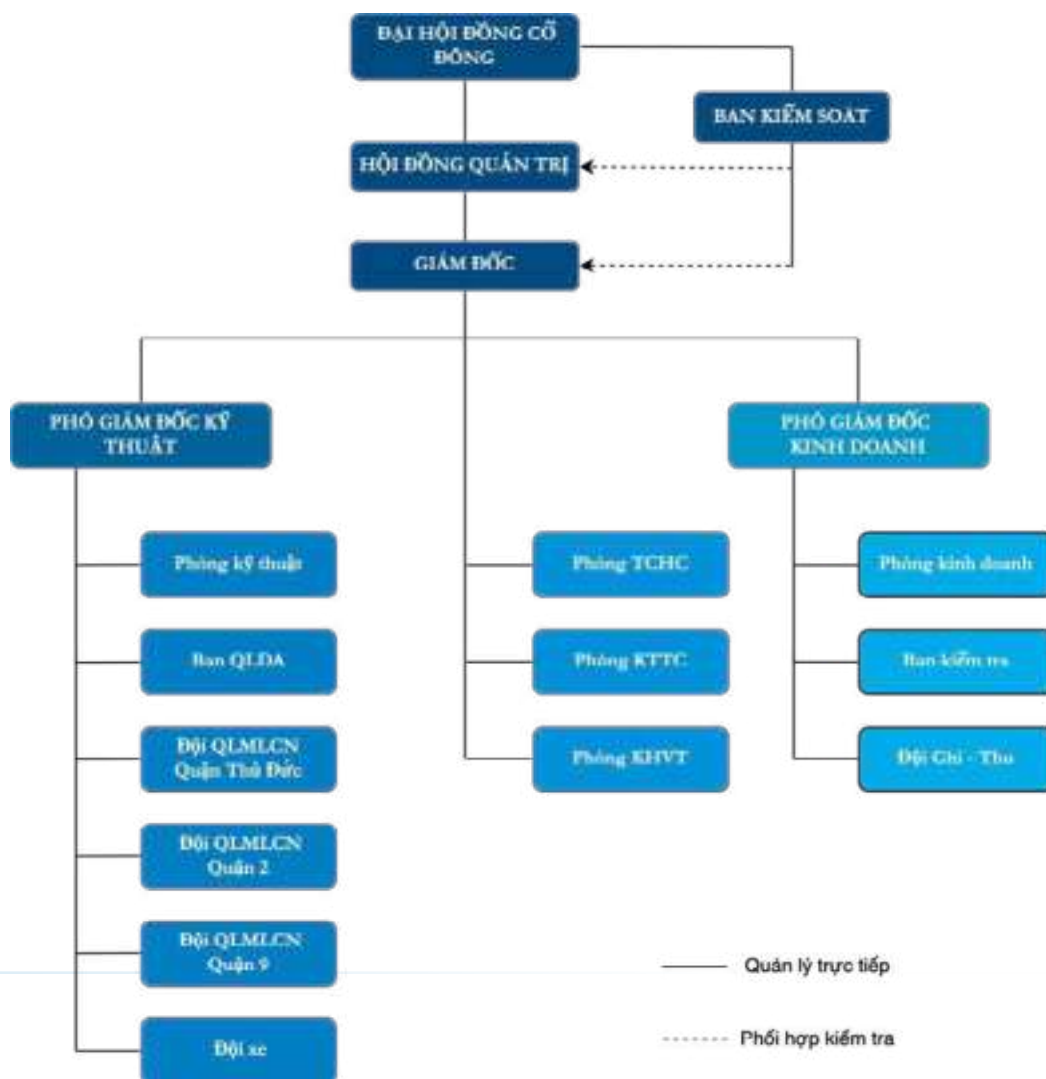 ĐẠI HỘI ĐỒNG CỔ
ĐÔNG
BAN KIỂM SOÁT
HỘI ĐỒNG QUẢN TRỊ
GIÁM ĐỐC
PHÓ GIÁM ĐỐC KỸ
THUẬT
PHÓ GIÁM ĐỐC
KINH DOANH
Phòng kỹ thuật
Phòng TCHC
Phòng kinh doanh
Ban QLDA
Phòng KTTC
Ban kiểm tra
Đội QLMLCN
Quận Thủ Đức
Phòng KHVT
Đội Ghi - Thu
Đội QLMLCN
Quận 2
Đội QLMLCN
Quận 9
Quản lý trực tiếp
Đội xe
Phối hợp kiểm tra